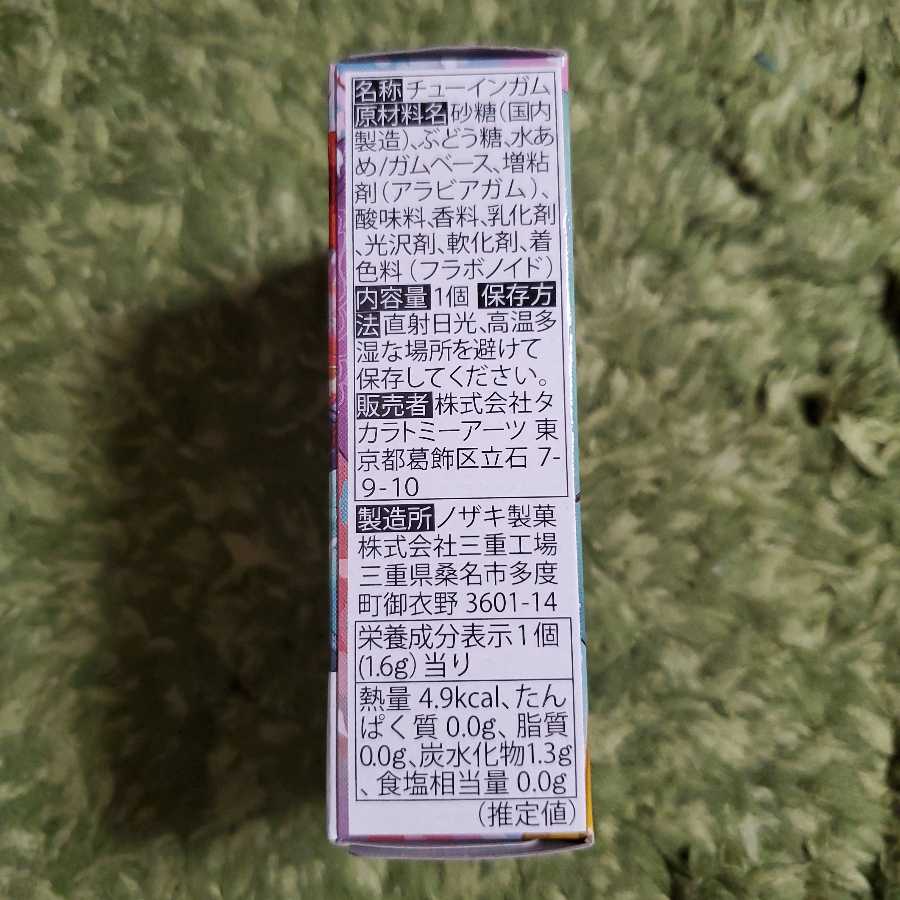 名称 チューインガム
原材料名 砂糖(国内
製造)、ぶどう糖、水あ
め/ガムベース、増粘
剤(アラビアガム)、
酸味料、香料、乳化剤
、光沢剤、軟化剤、着
色料(フラボノイド)
内容量 1個 保存方
法 直射日光、高温多
湿な場所を避けて
保存してください。
販売者 株式会社タ
カラトミーアーツ 東
京都葛飾区立石 7-
9-10
製造所 ノザキ製菓
株式会社三重工場
三重県桑名市多度
町御衣野 3601-14
栄養成分表示1個
(1.6g)当り
熱量 4.9kcal、たん
ぱく質 0.0g、脂質
0.0g、炭水化物1.3g
、食塩相当量 0.0g
(推定値)